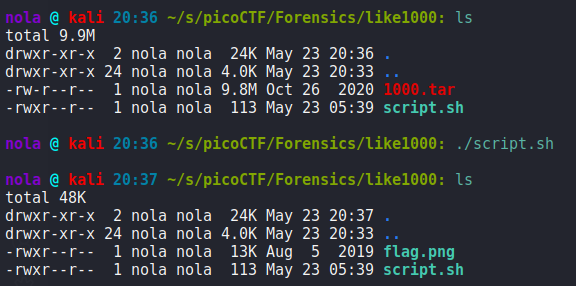 nola @ kali 20:36 ~/s/picoCTF/Forensics/like1000: ls
total 9.9M
drwxr-xr-x  2 nola nola  24K May 23 20:36 .
drwxr-xr-x 24 nola nola 4.0K May 23 20:33 ..
-rw-r--r--  1 nola nola 9.8M Oct 26  2020 1000.tar
-rwxr--r--  1 nola nola  113 May 23 05:39 script.sh
nola @ kali 20:36 ~/s/picoCTF/Forensics/like1000: ./script.sh
nola @ kali 20:37 ~/s/picoCTF/Forensics/like1000: ls
total 48K
drwxr-xr-x  2 nola nola  24K May 23 20:37 .
drwxr-xr-x 24 nola nola 4.0K May 23 20:33 ..
-rwxr--r--  1 nola nola  13K Aug  5  2019 flag.png
-rwxr--r--  1 nola nola  113 May 23 05:39 script.sh